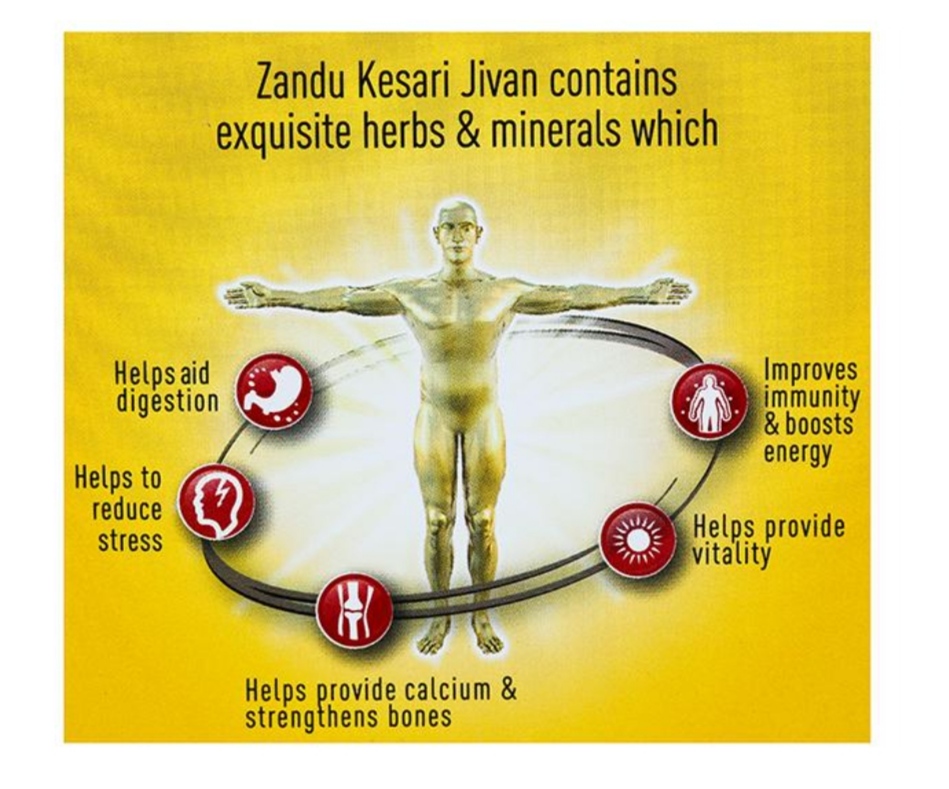 Zandu Kesari Jivan contains
exquisite herbs & minerals which
Helps aid
digestion
Improves
immunity
& boosts
energy
Helps to
reduce
stress
Helps provide
vitality
Helps provide calcium &
strengthens bones